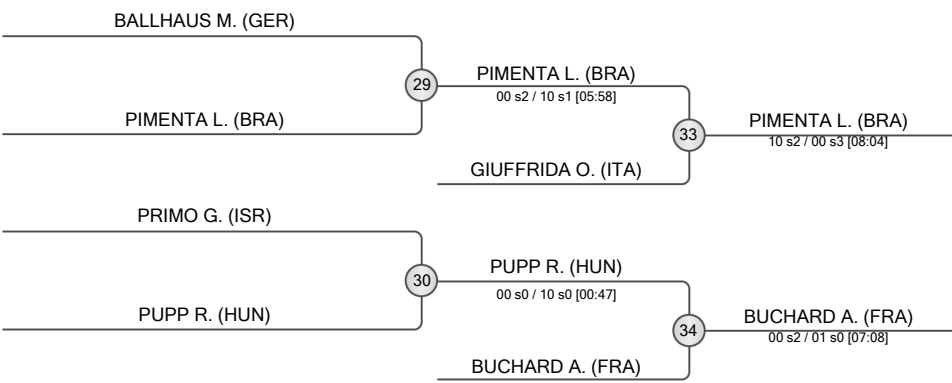 BALLHAUS M. (GER)
29
PIMENTA L. (BRA)
00 s2 / 10 s1 [05:58]
PIMENTA L. (BRA)
33
PIMENTA L. (BRA)
10 s2 / 00 s3 [08:04]
GIUFFRIDA O. (ITA)
PRIMO G. (ISR)
30
PUPP R. (HUN)
00 s0 / 10 s0 [00:47]
PUPP R. (HUN)
34
BUCHARD A. (FRA)
00 s2 / 01 s0 [07:08]
BUCHARD A. (FRA)